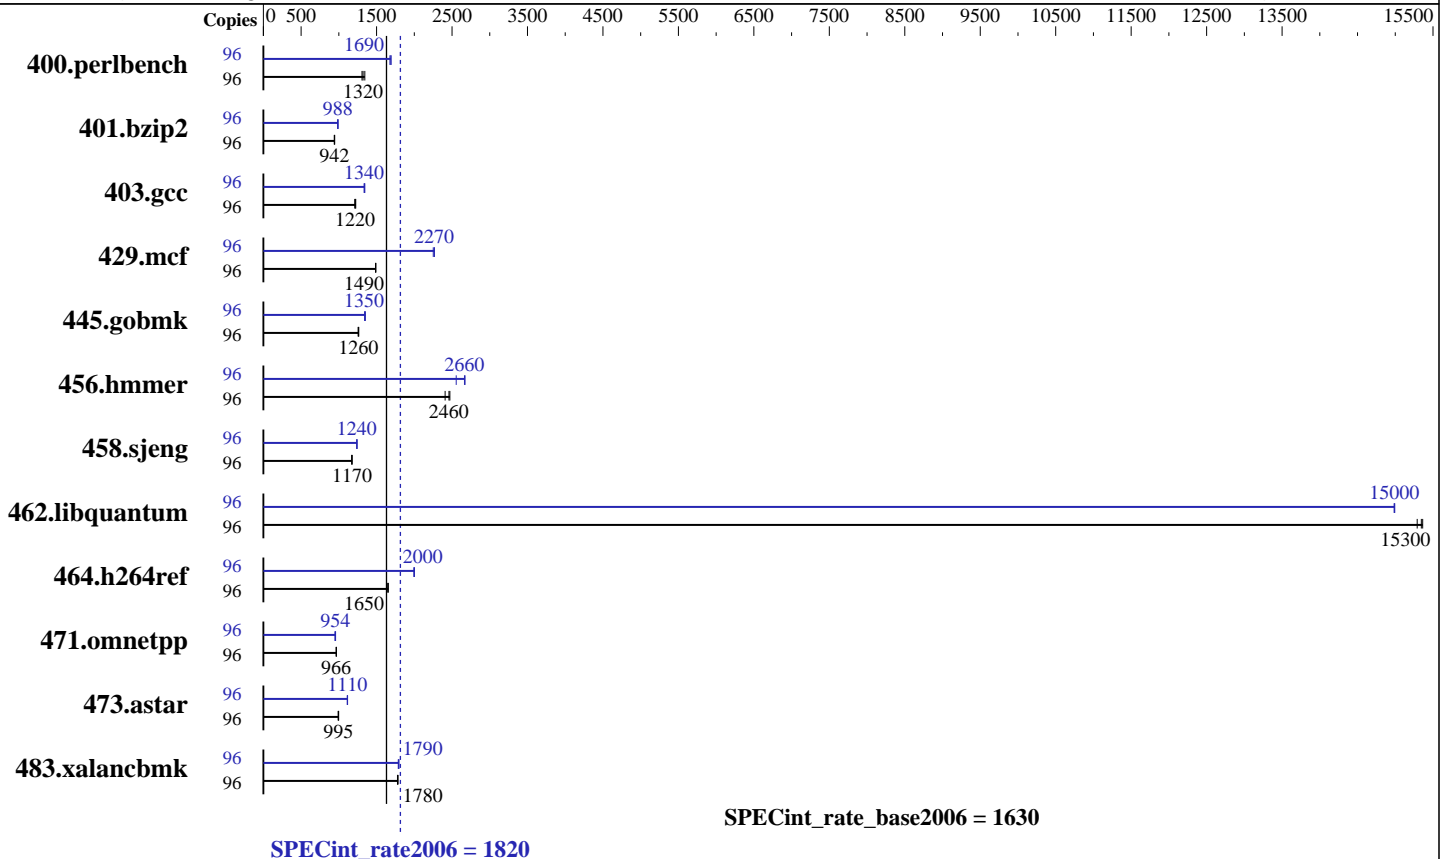 Copies 0 500 1500 2500 3500 4500 5500 6500 7500 8500 9500 10500 11500 12500 13500 15500
400.perlbench 96 1690
96 1320
401.bzip2 96 988
96 942
403.gcc 96 1340
96 1220
429.mcf 96 2270
96 1490
445.gobmk 96 1350
96 1260
456.hmmer 96 2660
96 2460
458.sjeng 96 1240
96 1170
462.libquantum 96 15000
96 15300
464.h264ref 96 2000
96 1650
471.omnetpp 96 954
96 966
473.astar 96 1110
96 995
483.xalancbmk 96 1790
96 1780
SPECint_rate_base2006 = 1630
SPECint_rate2006 = 1820